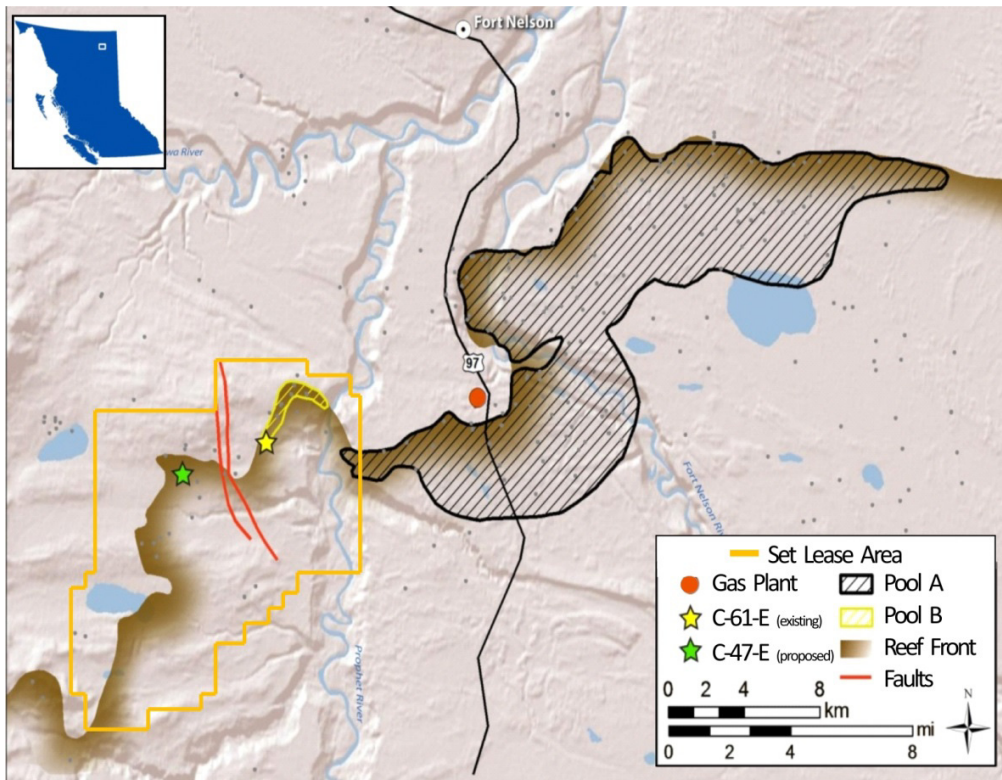 Fort Nelson
wa River
97
Fort Nelson Riv
Prophet River
Set Lease Area
Gas Plant
Pool A
C-61-E (existing)
Pool B
C-47-E (proposed)
Reef Front
Faults
N
0 2 4 8
km
mi
0 2 4 8